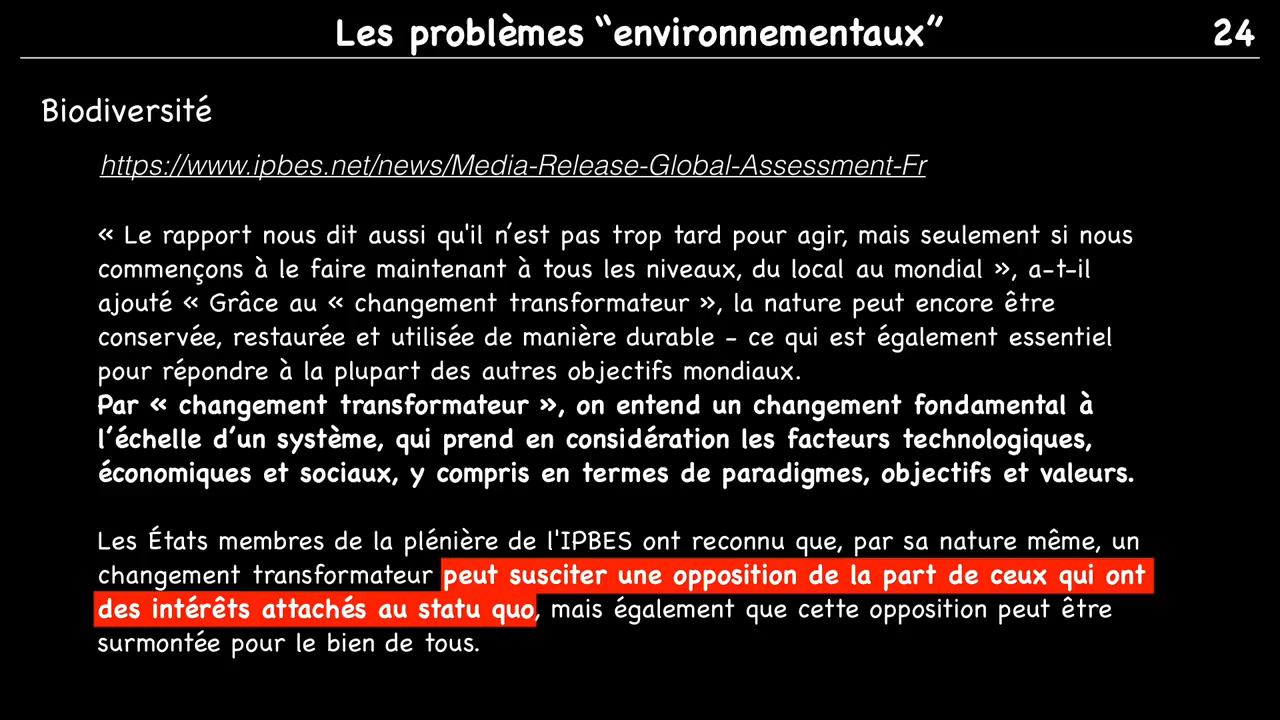 Les problèmes “environnementaux”
24
Biodiversité
https://www.ipbes.net/news/Media-Release-Global-Assessment-Fr
« Le rapport nous dit aussi qu'il n’est pas trop tard pour agir, mais seulement si nous
commençons à le faire maintenant à tous les niveaux, du local au mondial », a-t-il
ajouté « Grâce au « changement transformateur », la nature peut encore être
conservée, restaurée et utilisée de manière durable - ce qui est également essentiel
pour répondre à la plupart des autres objectifs mondiaux.
Par « changement transformateur », on entend un changement fondamental à
l’échelle d’un système, qui prend en considération les facteurs technologiques,
économiques et sociaux, y compris en termes de paradigmes, objectifs et valeurs.
Les États membres de la plénière de l'IPBES ont reconnu que, par sa nature même, un
changement transformateur peut susciter une opposition de la part de ceux qui ont
des intérêts attachés au statu quo, mais également que cette opposition peut être
surmontée pour le bien de tous.